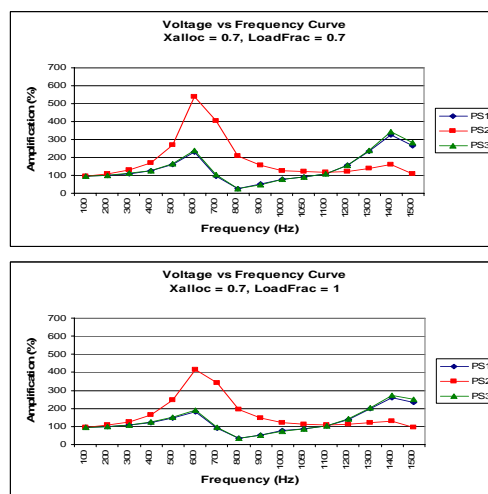 Voltage vs Frequency Curve
Xalloc = 0.7, LoadFrac = 0.7
Amplification (%)
700
600
500
400
300
200
100
0
100 200 300 400 500 600 700 800 900 1000 1050 1100 1200 1300 1400 1500
Frequency (Hz)
PS1
PS2
PS3
Voltage vs Frequency Curve
Xalloc = 0.7, LoadFrac = 1
Amplification (%)
700
600
500
400
300
200
100
0
100 200 300 400 500 600 700 800 900 1000 1050 1100 1200 1300 1400 1500
Frequency (Hz)
PS1
PS2
PS3